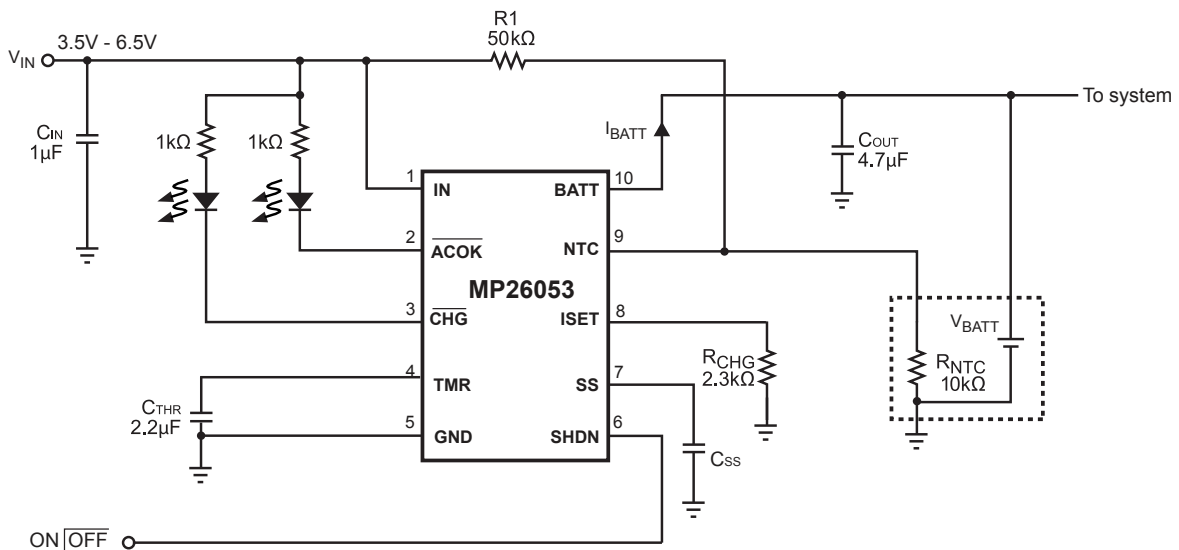 R1
50kΩ
VIN
3.5V - 6.5V
To system
CIN
1µF
1kΩ
1kΩ
IBATT
COUT
4.7µF
1
IN
BATT
10
2
ACOK
NTC
9
MP26053
3
CHG
ISET
8
VBATT
RCHG
2.3kΩ
RNTC
10kΩ
4
TMR
SS
7
CTHR
2.2µF
5
GND
SHDN
6
CSS
ON OFF